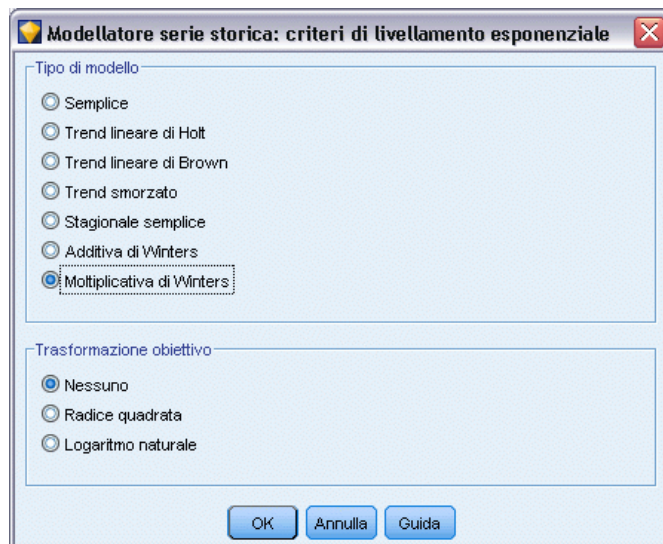 Modellatore serie storica: criteri di livellamento esponenziale
Tipo di modello
Semplice
Trend lineare di Holt
Trend lineare di Brown
Trend smorzato
Stagionale semplice
Additiva di Winters
Moltiplicativa di Winters
Trasformazione obiettivo
Nessuno
Radice quadrata
Logaritmo naturale
OK Annulla Guida